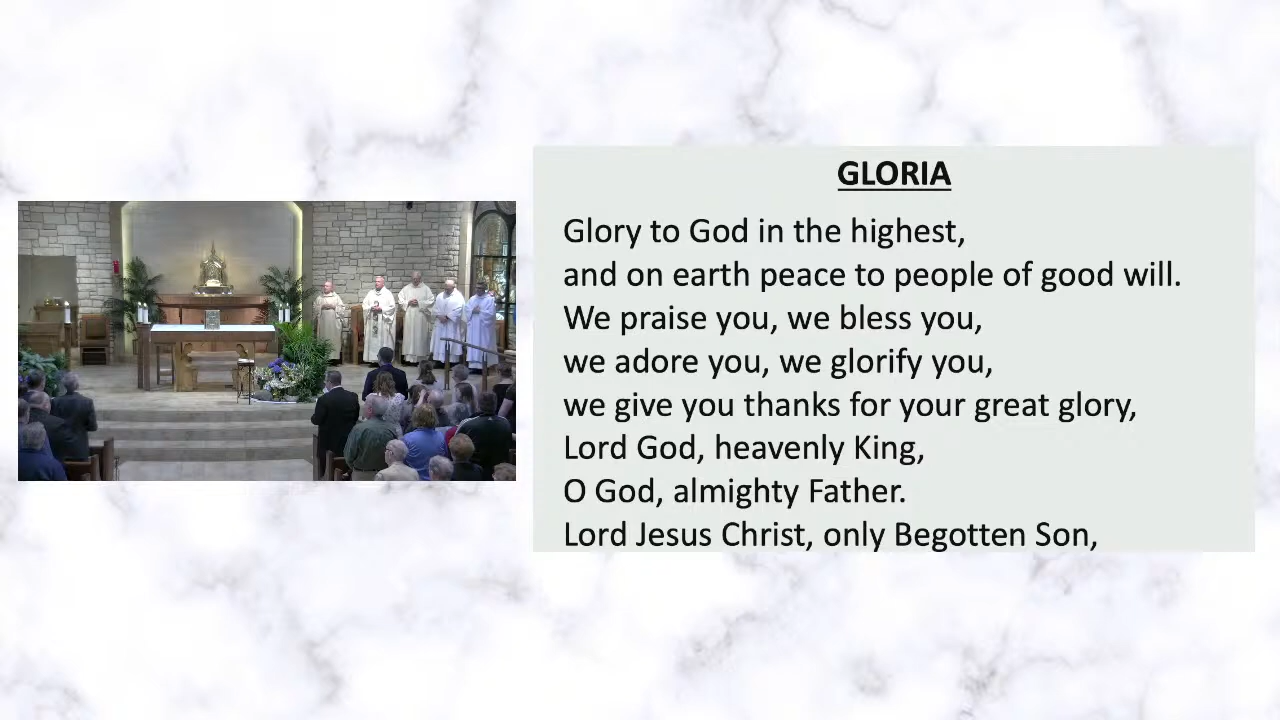 GLORIA
Glory to God in the highest,
and on earth peace to people of good will.
We praise you, we bless you,
we adore you, we glorify you,
we give you thanks for your great glory,
Lord God, heavenly King,
O God, almighty Father.
Lord Jesus Christ, only Begotten Son,